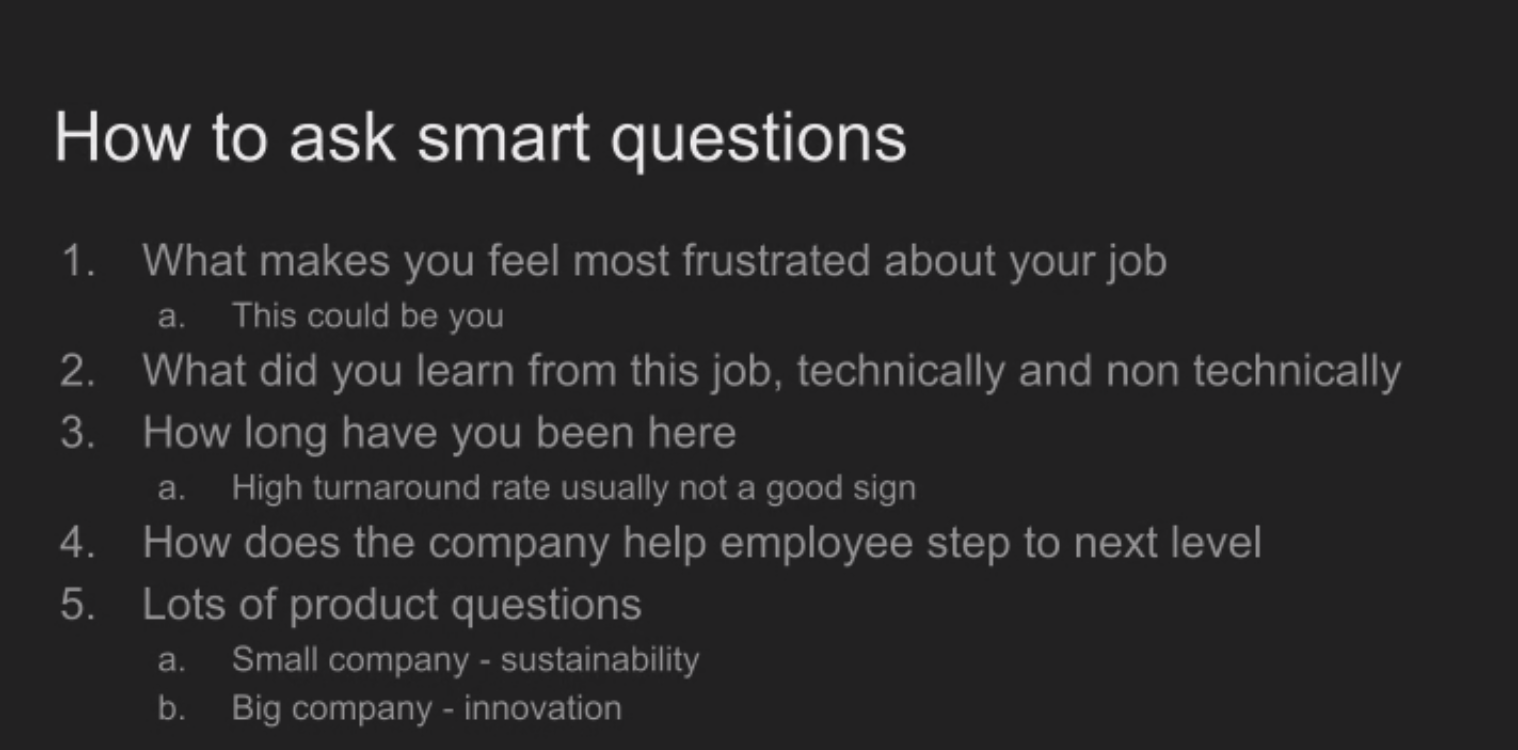 How to ask smart questions
1. What makes you feel most frustrated about your job
a. This could be you
2. What did you learn from this job, technically and non technically
3. How long have you been here
a. High turnaround rate usually not a good sign
4. How does the company help employee step to next level
5. Lots of product questions
a. Small company - sustainability
b. Big company - innovation